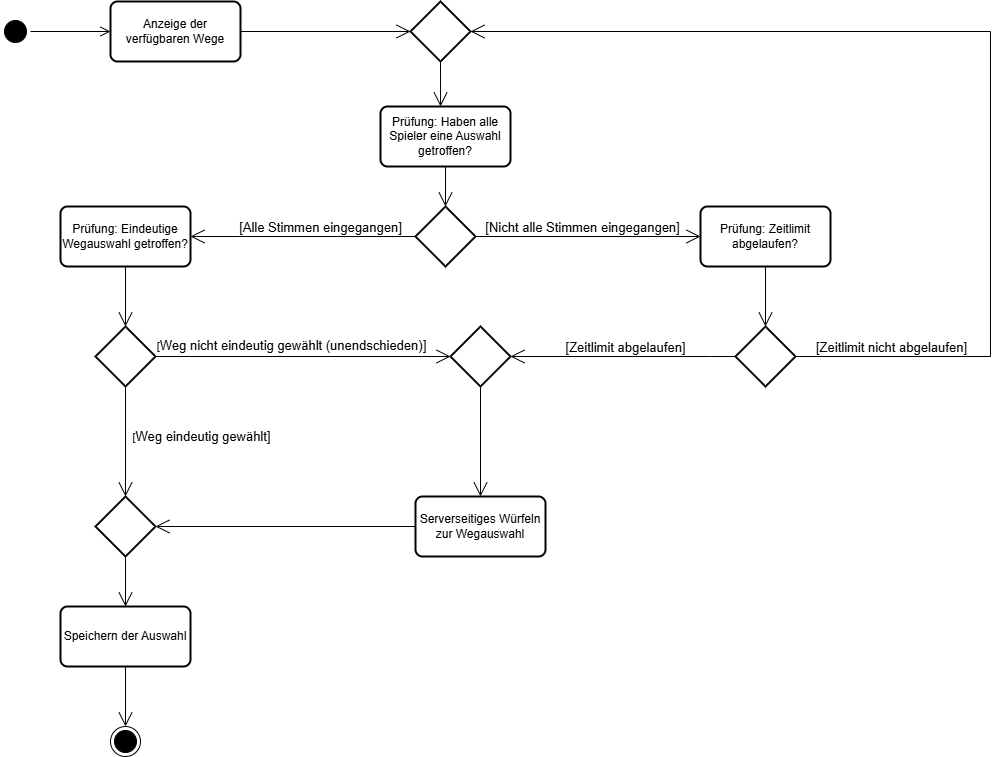 Anzeige der
verfügbaren Wege
Prüfung: Haben alle
Spieler eine Auswahl
getroffen?
[Alle Stimmen eingegangen]
[Nicht alle Stimmen eingegangen]
Prüfung: Eindeutige
Wegauswahl getroffen?
Prüfung: Zeitlimit
abgelaufen?
[Weg nicht eindeutig gewählt (unendschieden)]
[Zeitlimit abgelaufen]
[Zeitlimit nicht abgelaufen]
[Weg eindeutig gewählt]
Serverseitiges Würfeln
zur Wegauswahl
Speichern der Auswahl